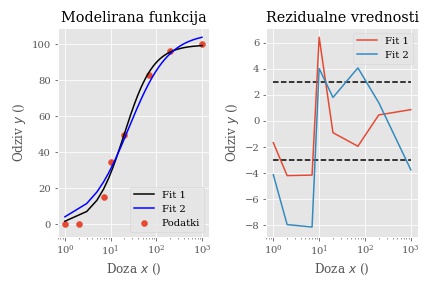 Modelirana funkcija
Odziv y ()
100
80
60
40
20
0
Fit 1
Fit 2
Podatki
10⁰ 10¹ 10² 10³
Doza x ()
Rezidualne vrednosti
Odziv y ()
6
4
2
0
−2
−4
−6
−8
Fit 1
Fit 2
10⁰ 10¹ 10² 10³
Doza x ()